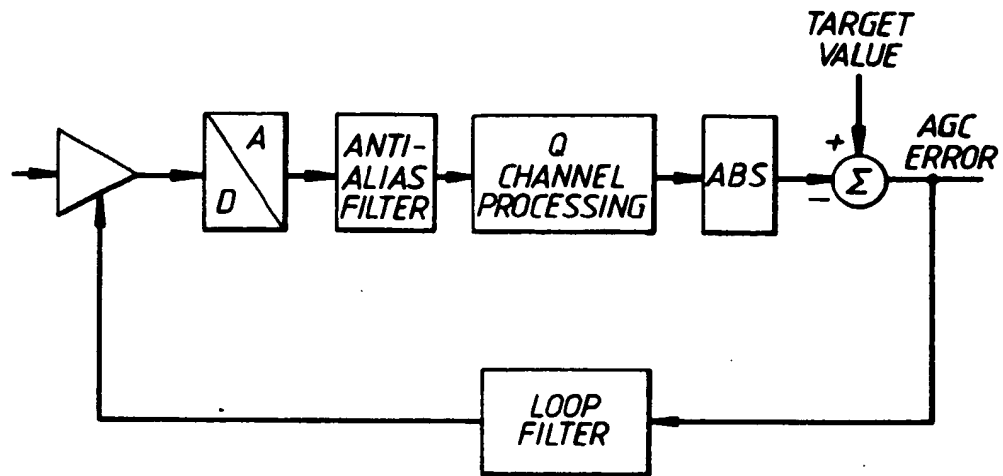 TARGET
VALUE
A
D
ANTI-
ALIAS
FILTER
Q
CHANNEL
PROCESSING
ABS
+
Σ
−
AGC
ERROR
LOOP
FILTER